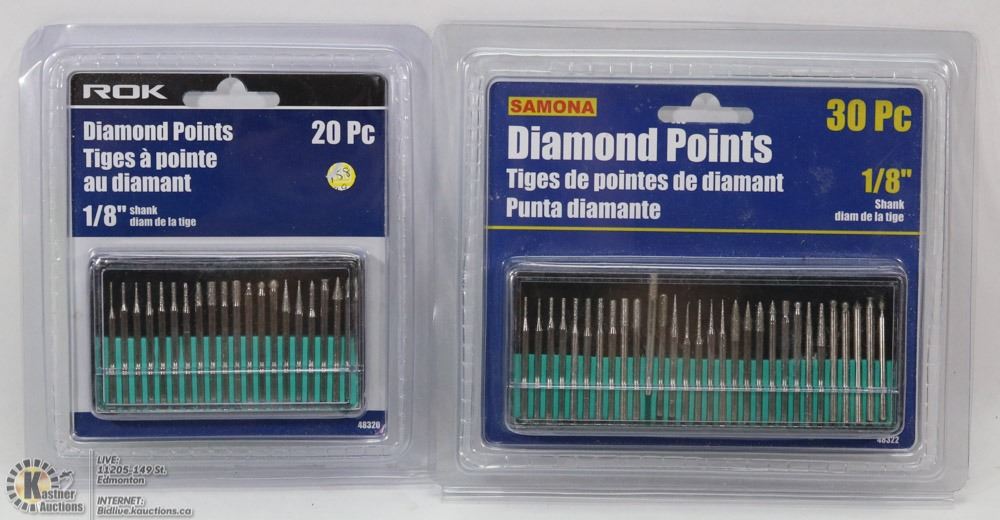 ROK
Diamond Points
20 Pc
Tiges à pointe
au diamant
1/8" shank
diam de la tige
48320
SAMONA
30 Pc
Diamond Points
Tiges de pointes de diamant
Punta diamante
1/8"
Shank
diam de la tige
48322
Kastner
Auctions
LIVE:
11205-149 St.
Edmonton
INTERNET:
Bidlive.kauctions.ca